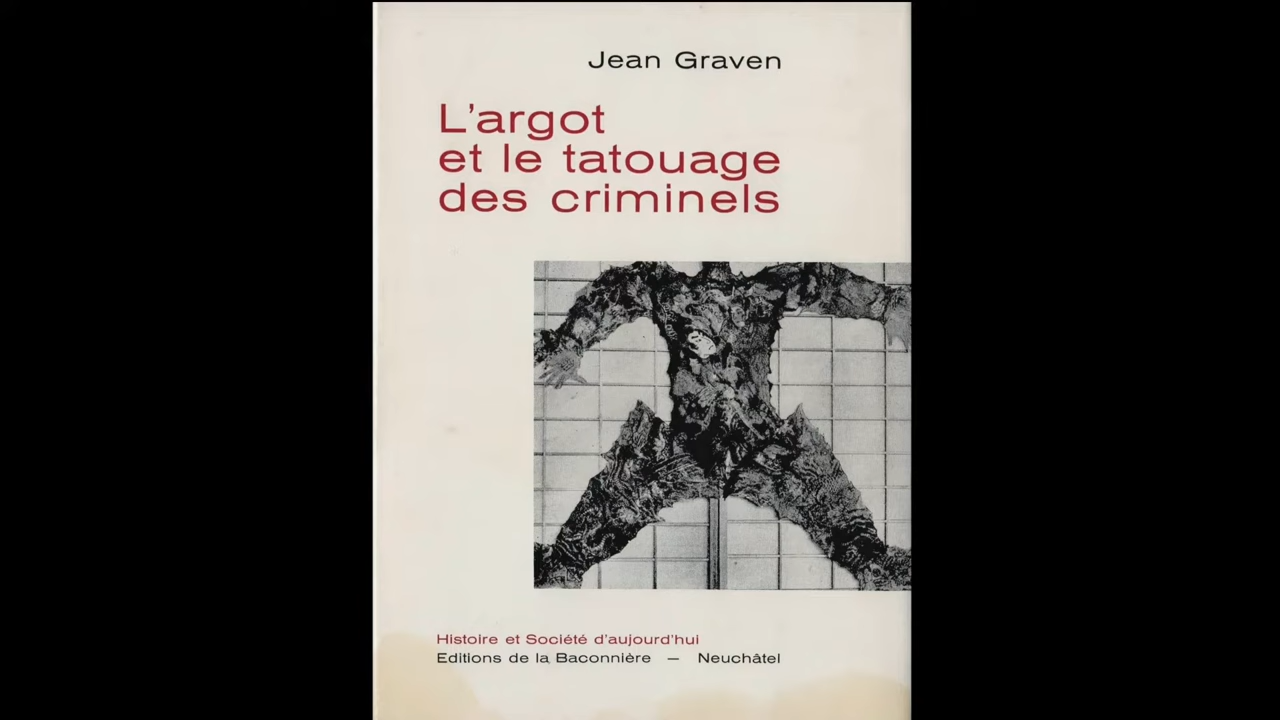 Jean Graven
L'argot
et le tatouage
des criminels
Histoire et Société d'aujourd'hui
Editions de la Baconnière — Neuchâtel